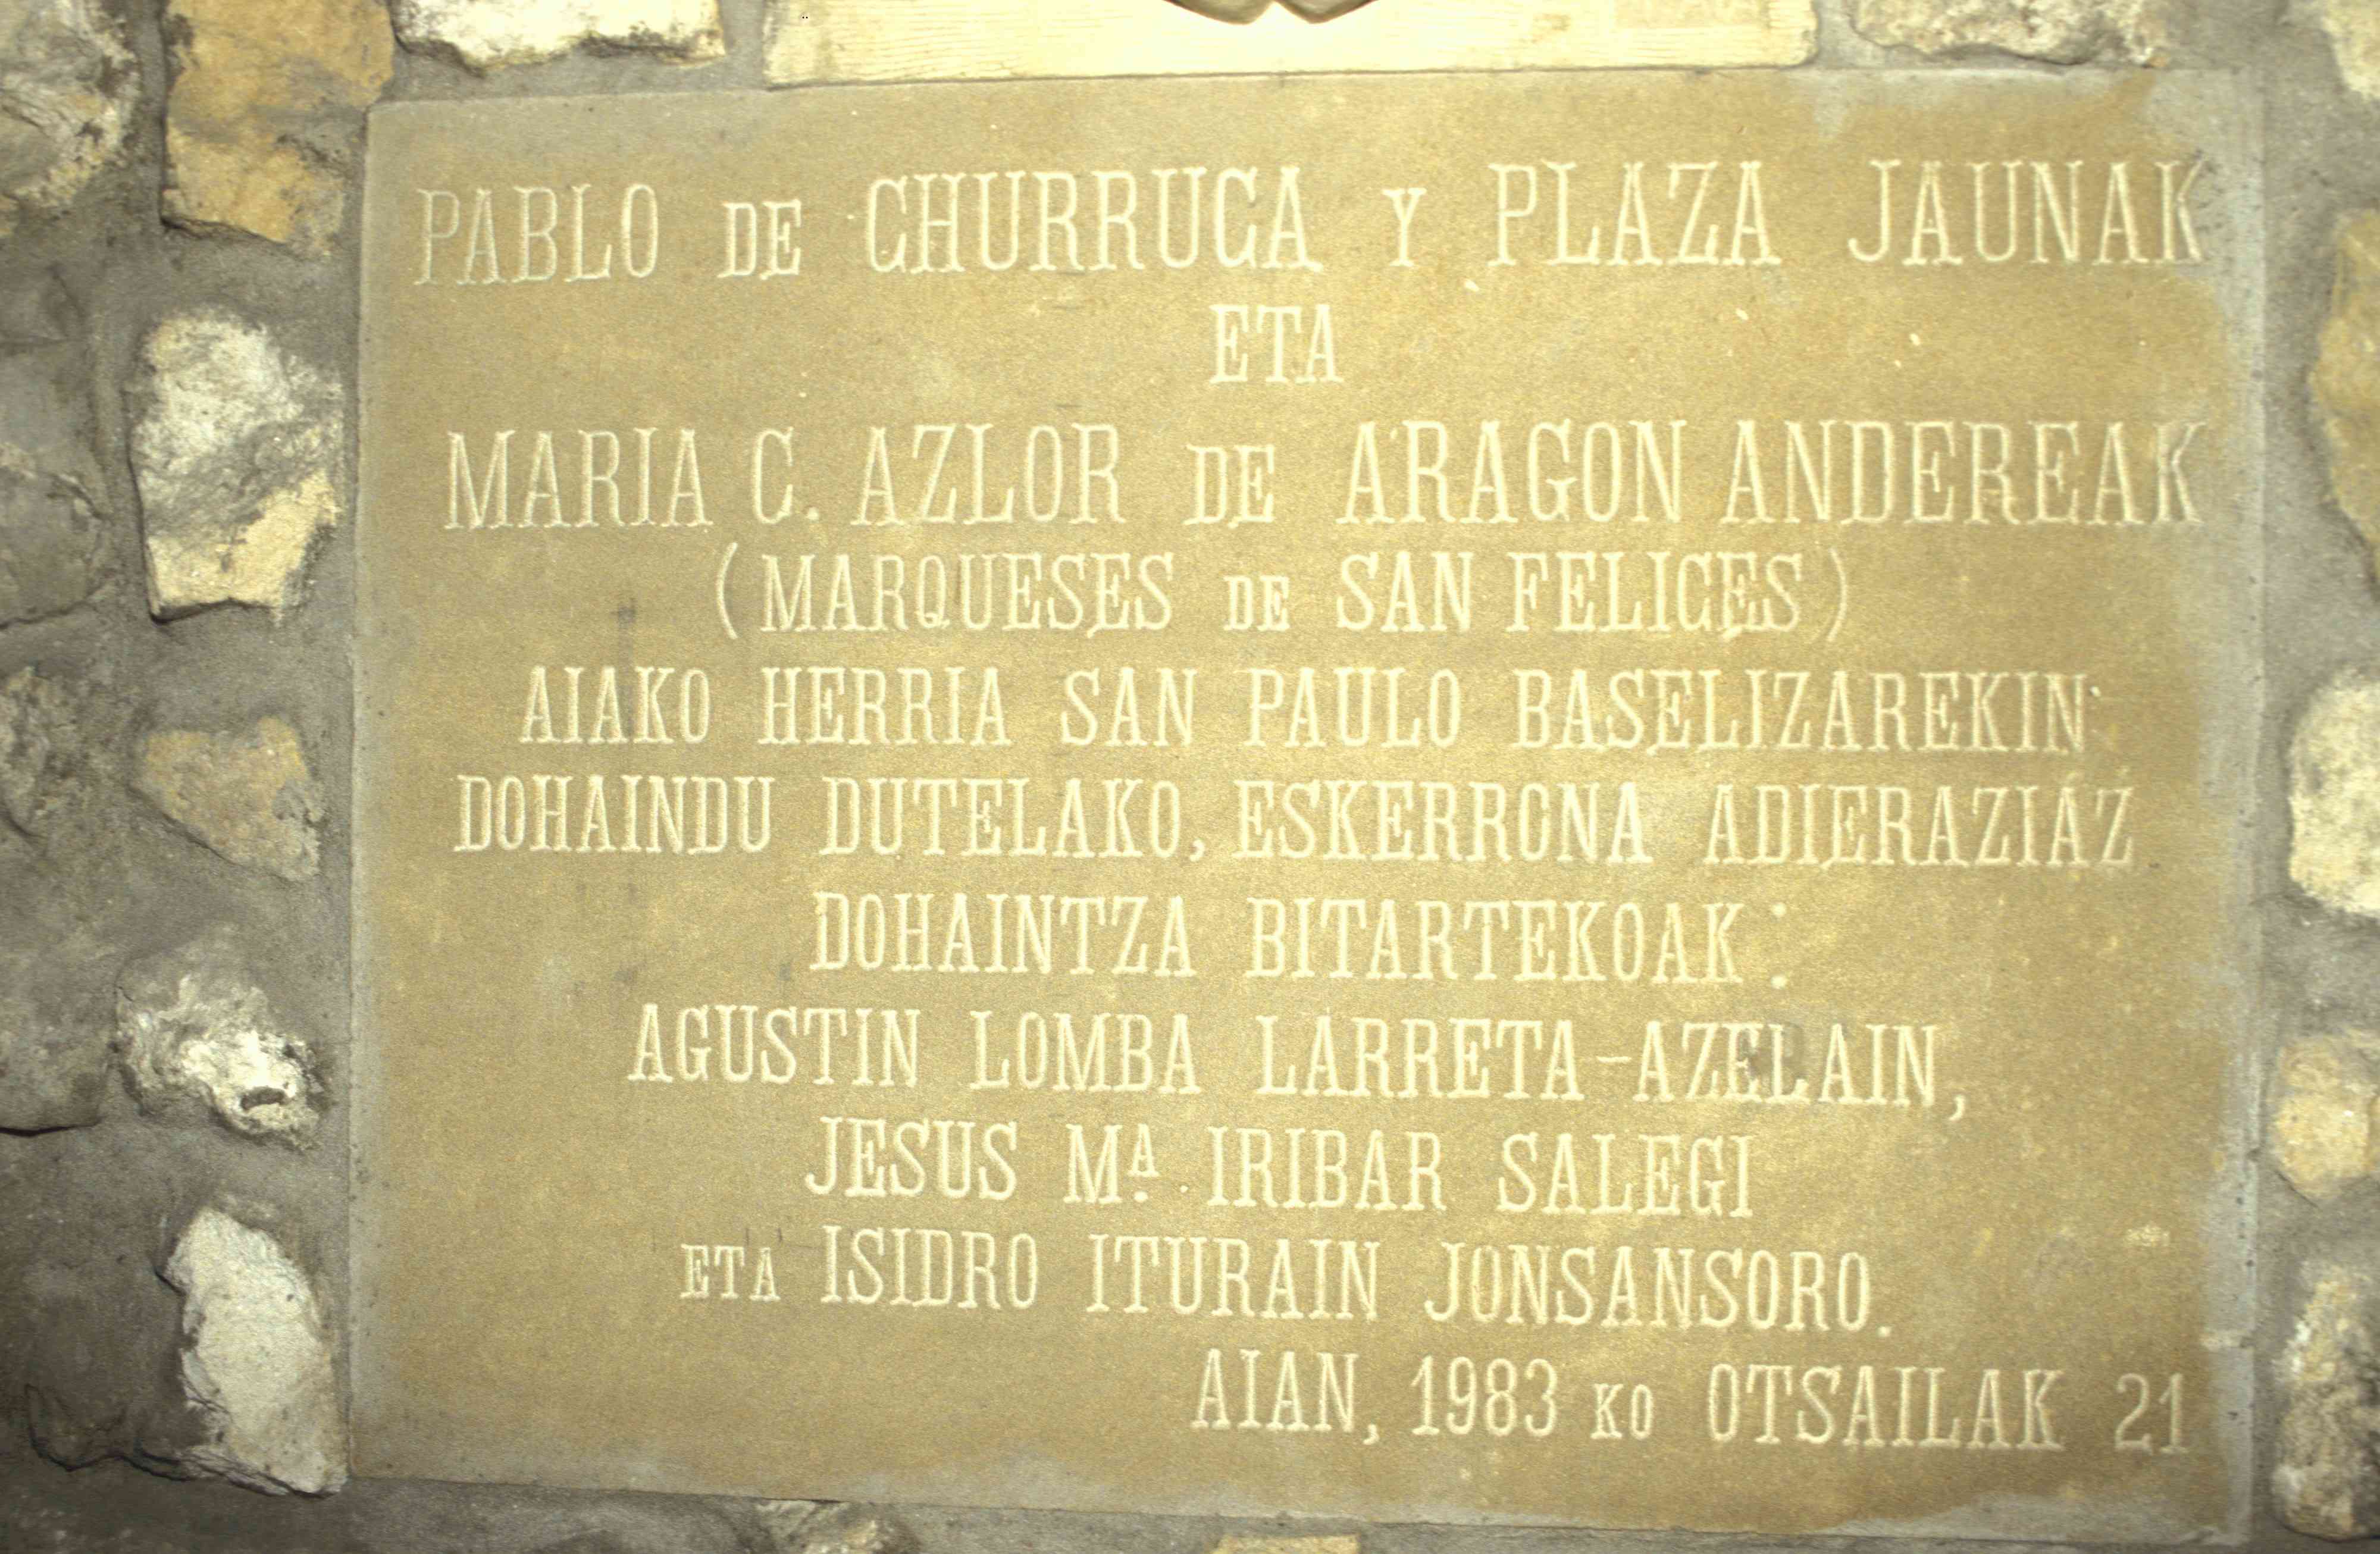 PABLO DE CHURRUCA Y PLAZA JAUNAK
ETA
MARIA C. AZLOR DE ARAGON ANDEREAK
(MARQUESES DE SAN FELICES)
AIAKO HERRIA SAN PAULO BASELIZAREKIN
DOHAINDU DUTELAKO, ESKERRONA ADIERAZIAZ
DOHAINTZA BITARTEKOAK:
AGUSTIN LOMBA LARRETA-AZELAIN,
JESUS Mª. IRIBAR SALEGI
ETA ISIDRO ITURAIN JONSANSORO.
AIAN, 1983 KO OTSAILAK 21